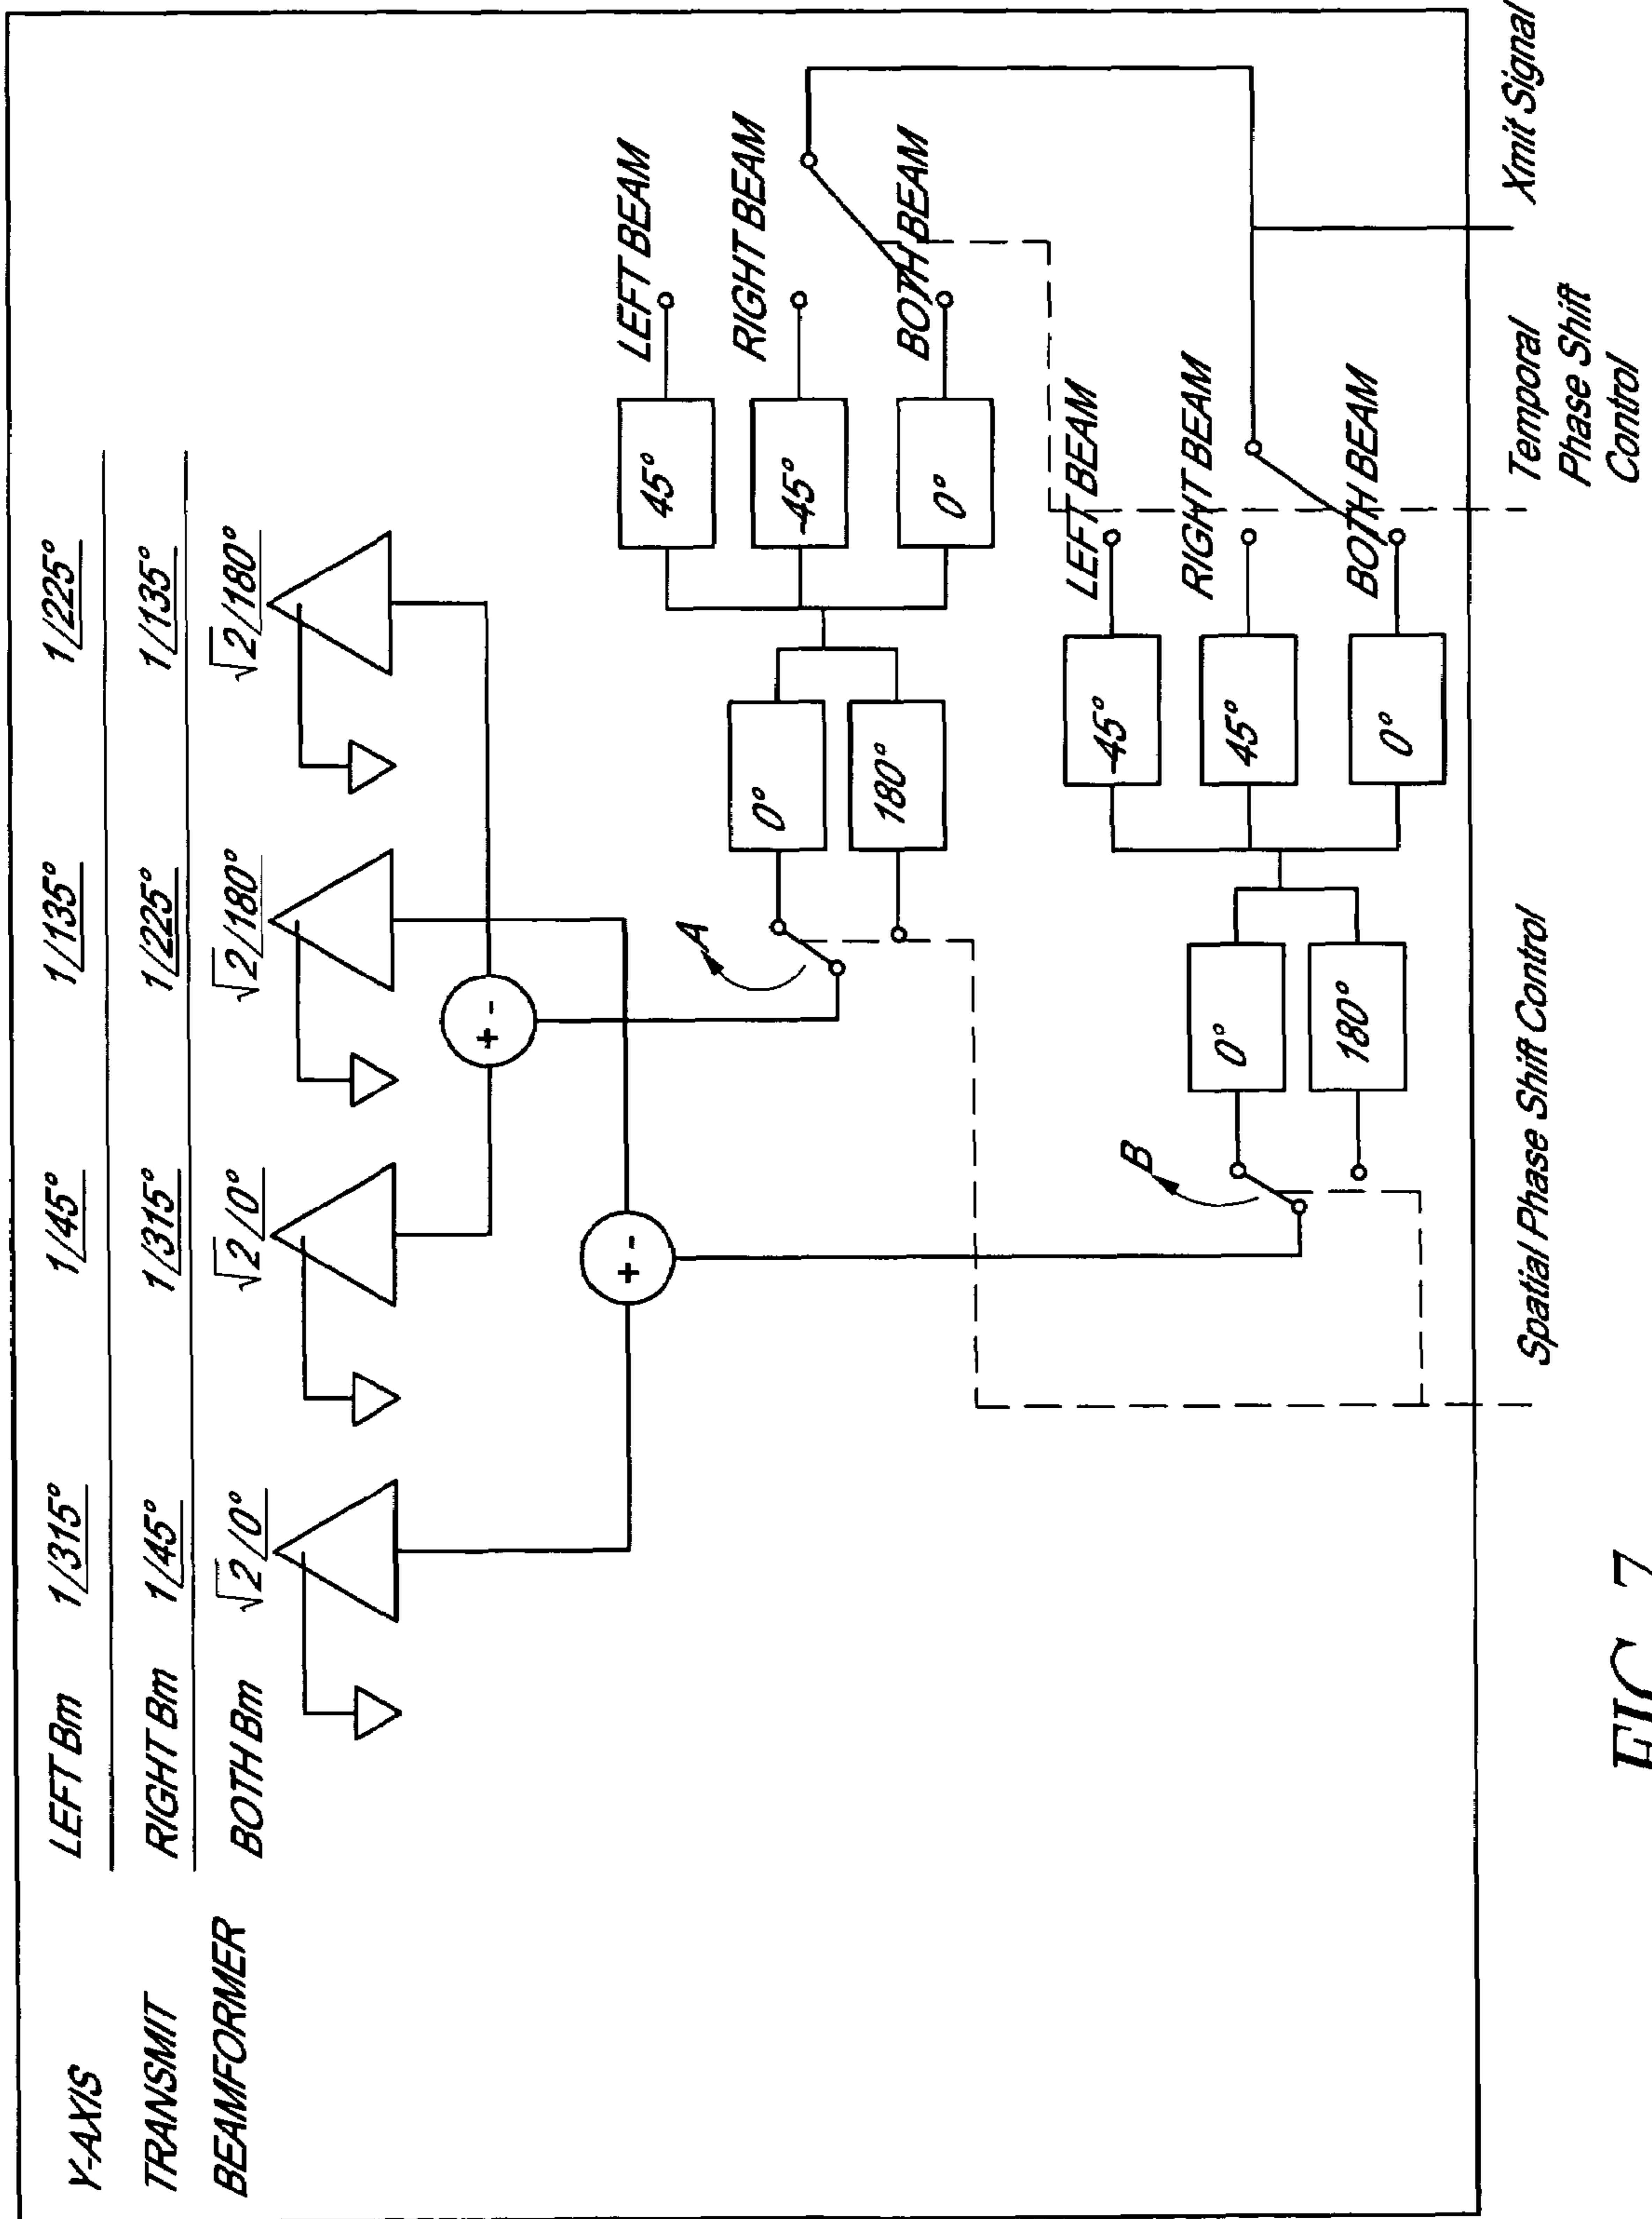 Y-AXIS LEFT Bm 1/315° 1/45° 1/135° 1/225°
TRANSMIT RIGHT Bm 1/45° 1/315° 1/225° 1/135°
BEAMFORMER BOTH Bm √2/0° √2/0° √2/180° √2/180°
+ -
+ -
A
0°
180°
45°
-45°
0°
LEFT BEAM
RIGHT BEAM
BOTH BEAM
B
0°
180°
-45°
45°
0°
LEFT BEAM
RIGHT BEAM
BOTH BEAM
Spatial Phase Shift Control
Temporal
Phase Shift
Control
Xmit Signal
FIG. 7